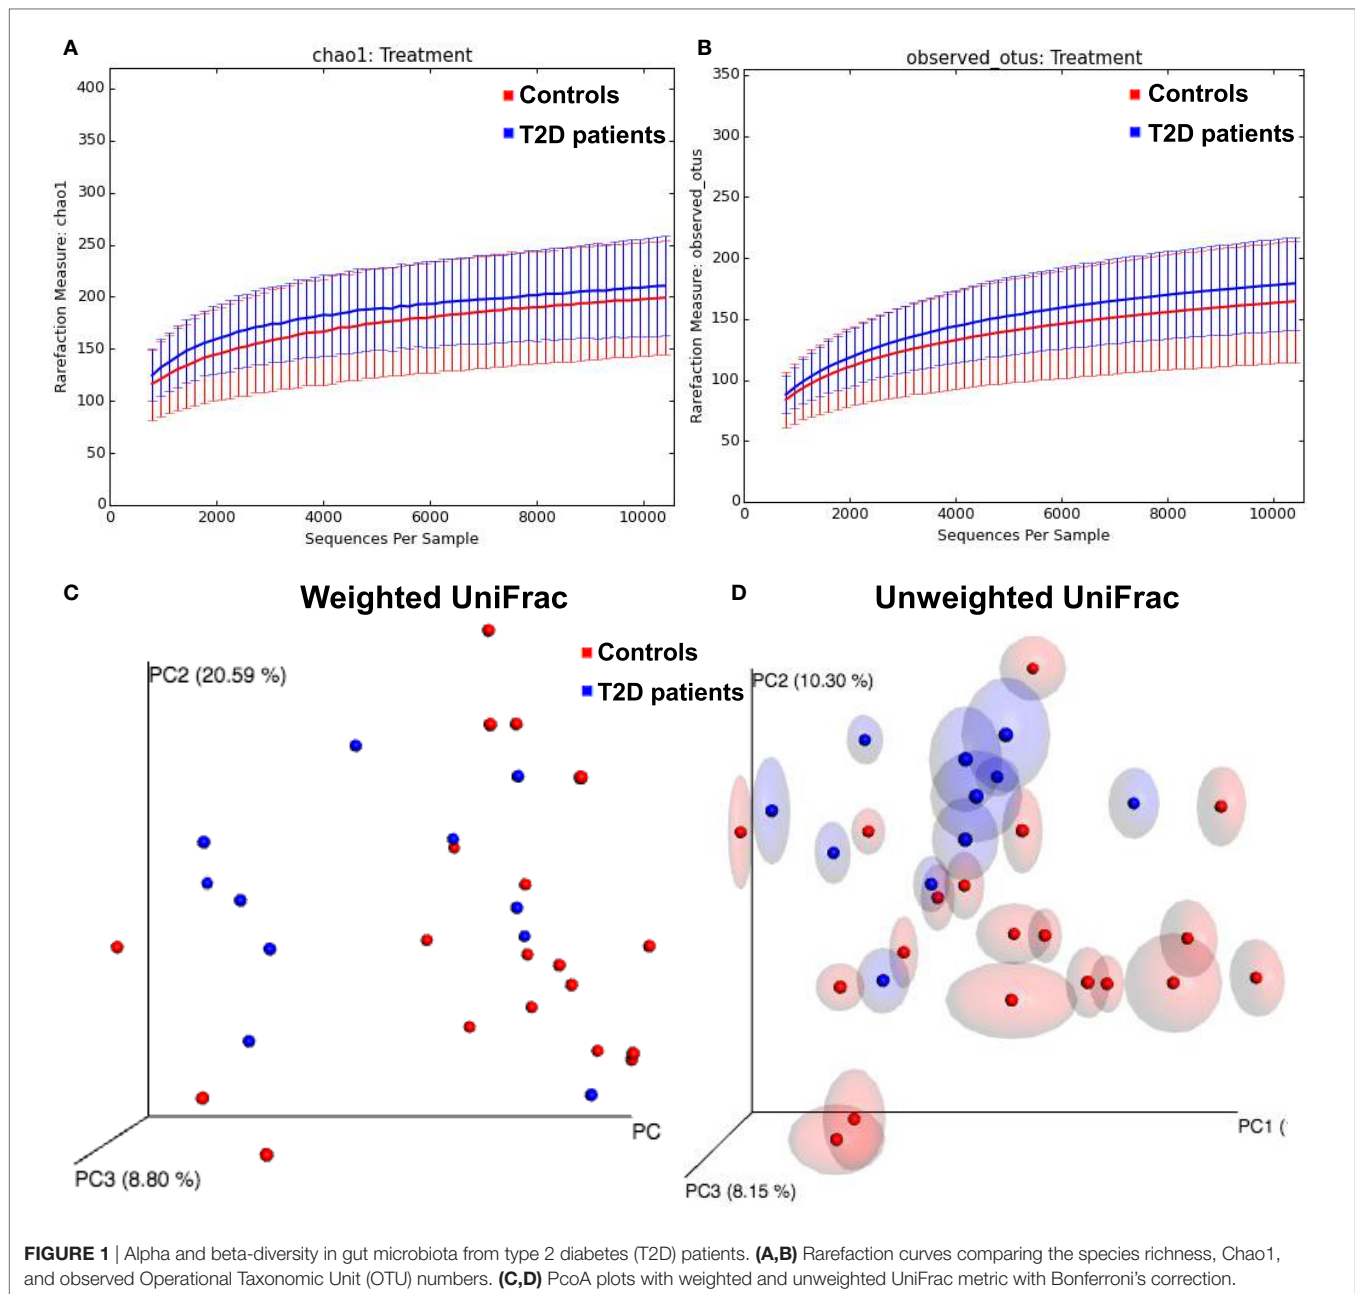 A
chao1: Treatment
Controls
T2D patients
Rarefaction Measure: chao1
400
350
300
250
200
150
100
50
0
0 2000 4000 6000 8000 10000
Sequences Per Sample
B
observed_otus: Treatment
Controls
T2D patients
Rarefaction Measure: observed_otus
350
300
250
200
150
100
50
0
0 2000 4000 6000 8000 10000
Sequences Per Sample
C
Weighted UniFrac
Controls
T2D patients
PC2 (20.59 %)
PC
PC3 (8.80 %)
D
Unweighted UniFrac
PC2 (10.30 %)
PC1 (
PC3 (8.15 %)
FIGURE 1 | Alpha and beta-diversity in gut microbiota from type 2 diabetes (T2D) patients. (A,B) Rarefaction curves comparing the species richness, Chao1,
and observed Operational Taxonomic Unit (OTU) numbers. (C,D) PcoA plots with weighted and unweighted UniFrac metric with Bonferroni's correction.